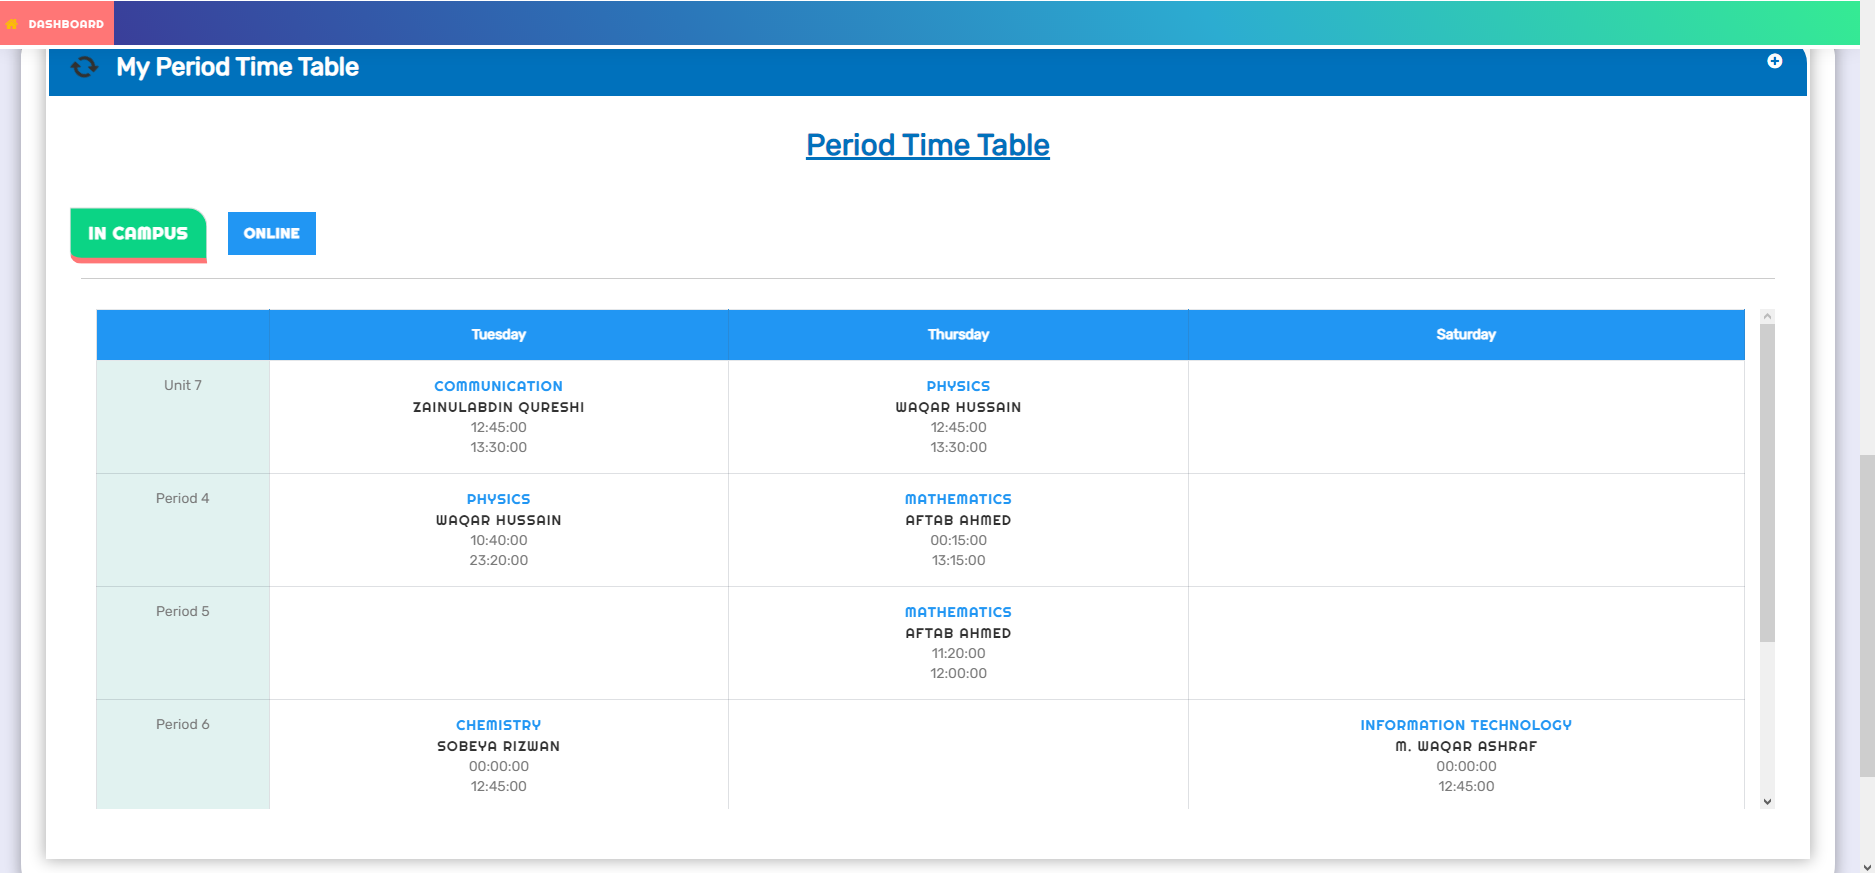 DASHBOARD
My Period Time Table
Period Time Table
IN CAMPUS
ONLINE
Tuesday
Thursday
Saturday
Unit 7
COMMUNICATION
ZAINULABDIN QURESHI
12:45:00
13:30:00
PHYSICS
WAQAR HUSSAIN
12:45:00
13:30:00
Period 4
PHYSICS
WAQAR HUSSAIN
10:40:00
23:20:00
MATHEMATICS
AFTAB AHMED
00:15:00
13:15:00
Period 5
MATHEMATICS
AFTAB AHMED
11:20:00
12:00:00
Period 6
CHEMISTRY
SOBEYA RIZWAN
00:00:00
12:45:00
INFORMATION TECHNOLOGY
M. WAQAR ASHRAF
00:00:00
12:45:00